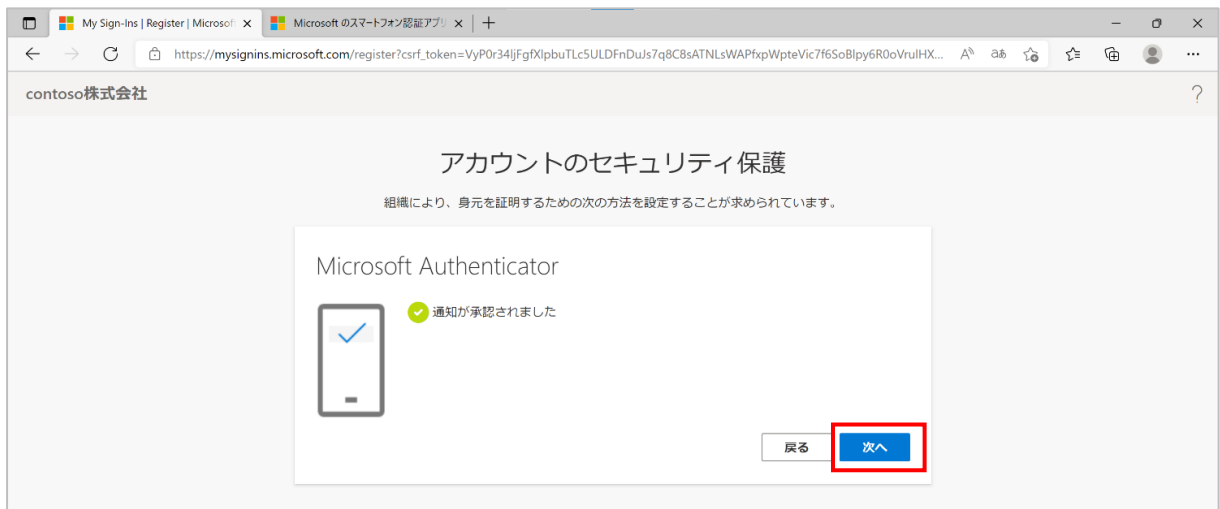 My Sign-Ins | Register | Microsoft
Microsoft のスマートフォン認証アプリ
https://mysignins.microsoft.com/register?csrf_token=VyP0r34ljFgfXlpbuTLc5ULDFnDuJs7q8C8sATNLsWAPfxpWpteVic7f6SoBlpy6R0oVrulHX...
contoso株式会社
アカウントのセキュリティ保護
組織により、身元を証明するための次の方法を設定することが求められています。
Microsoft Authenticator
通知が承認されました
戻る
次へ